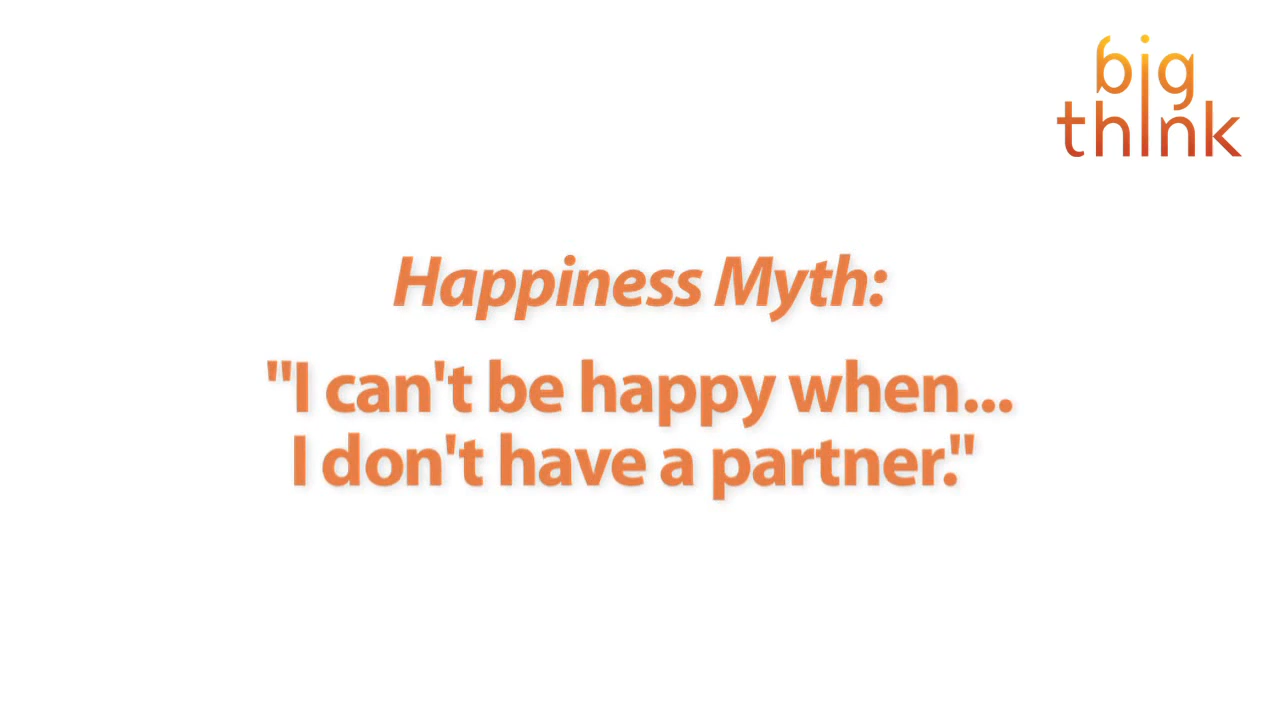 big
thInk
Happiness Myth:
"I can't be happy when...
I don't have a partner."